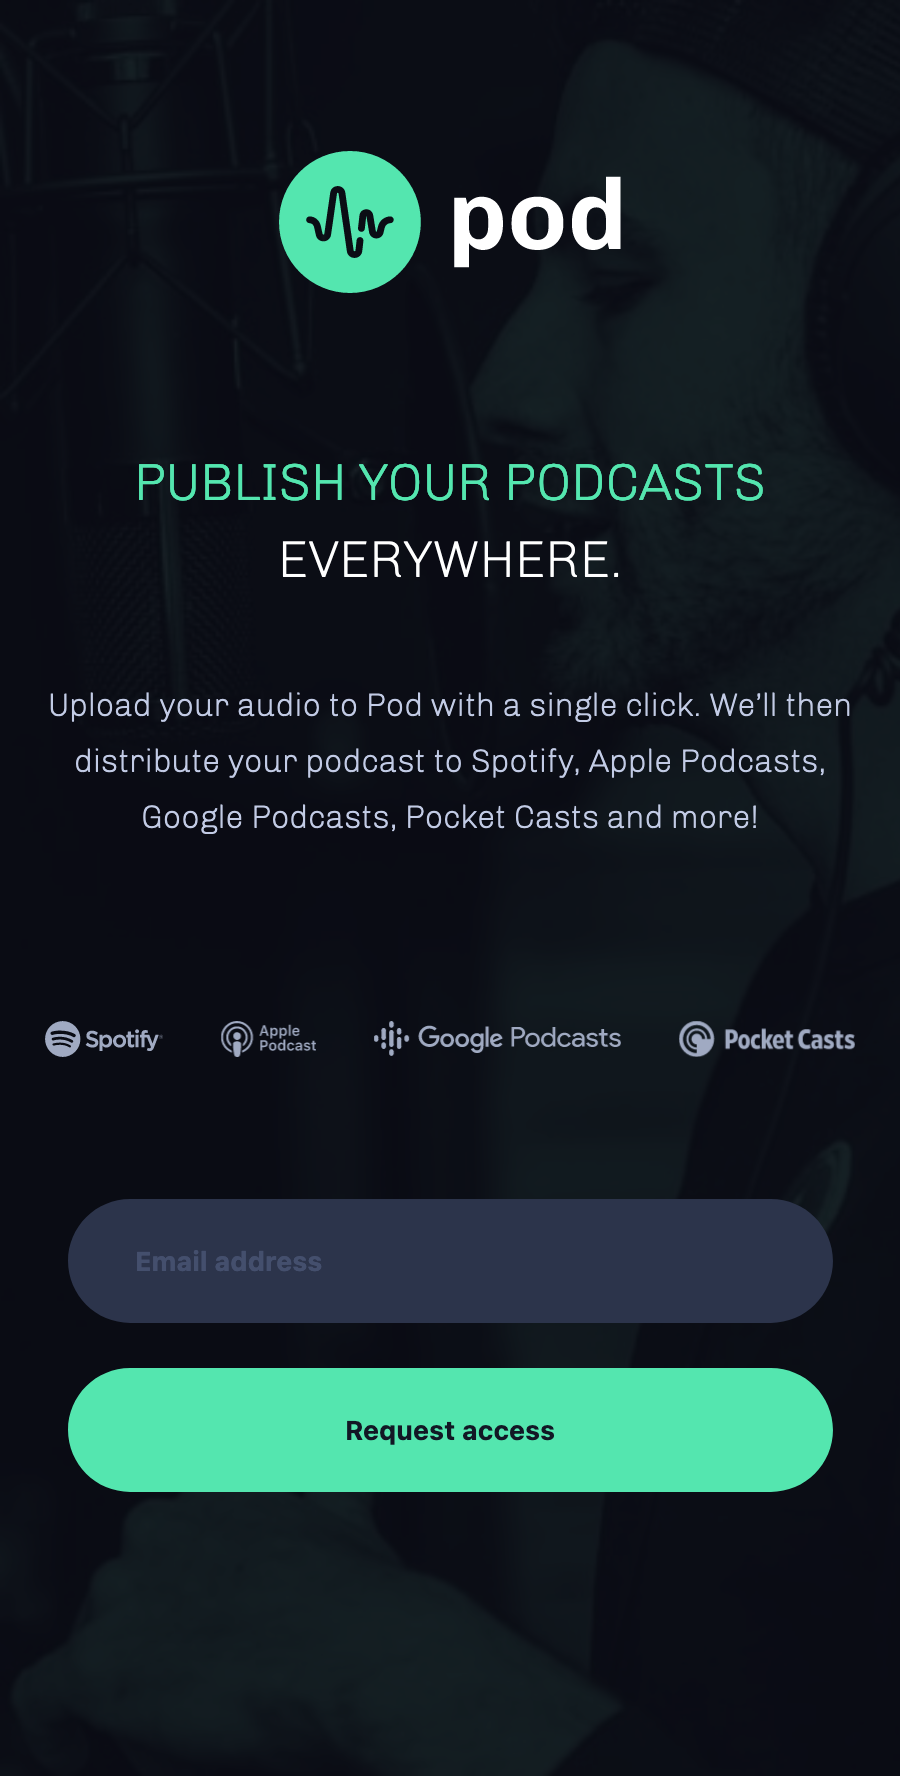 pod
PUBLISH YOUR PODCASTS
EVERYWHERE.
Upload your audio to Pod with a single click. We’ll then
distribute your podcast to Spotify, Apple Podcasts,
Google Podcasts, Pocket Casts and more!
Spotify
Apple
Podcast
Google Podcasts
Pocket Casts
Email address
Request access